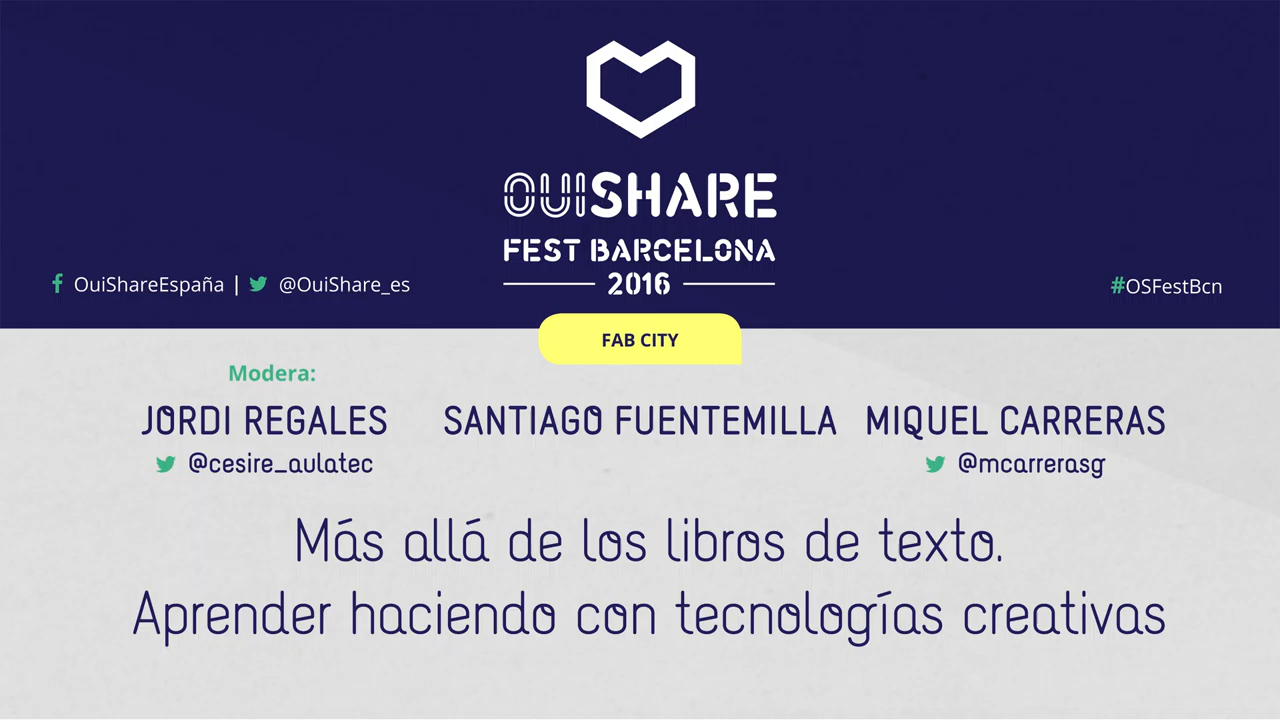 OUISHARE
FEST BARCELONA
2016
OuiShareEspaña | @OuiShare_es
#OSFestBcn
FAB CITY
Modera:
JORDI REGALES SANTIAGO FUENTEMILLA MIQUEL CARRERAS
@cesire_aulatec @mcarrerasg
Más allá de los libros de texto.
Aprender haciendo con tecnologías creativas